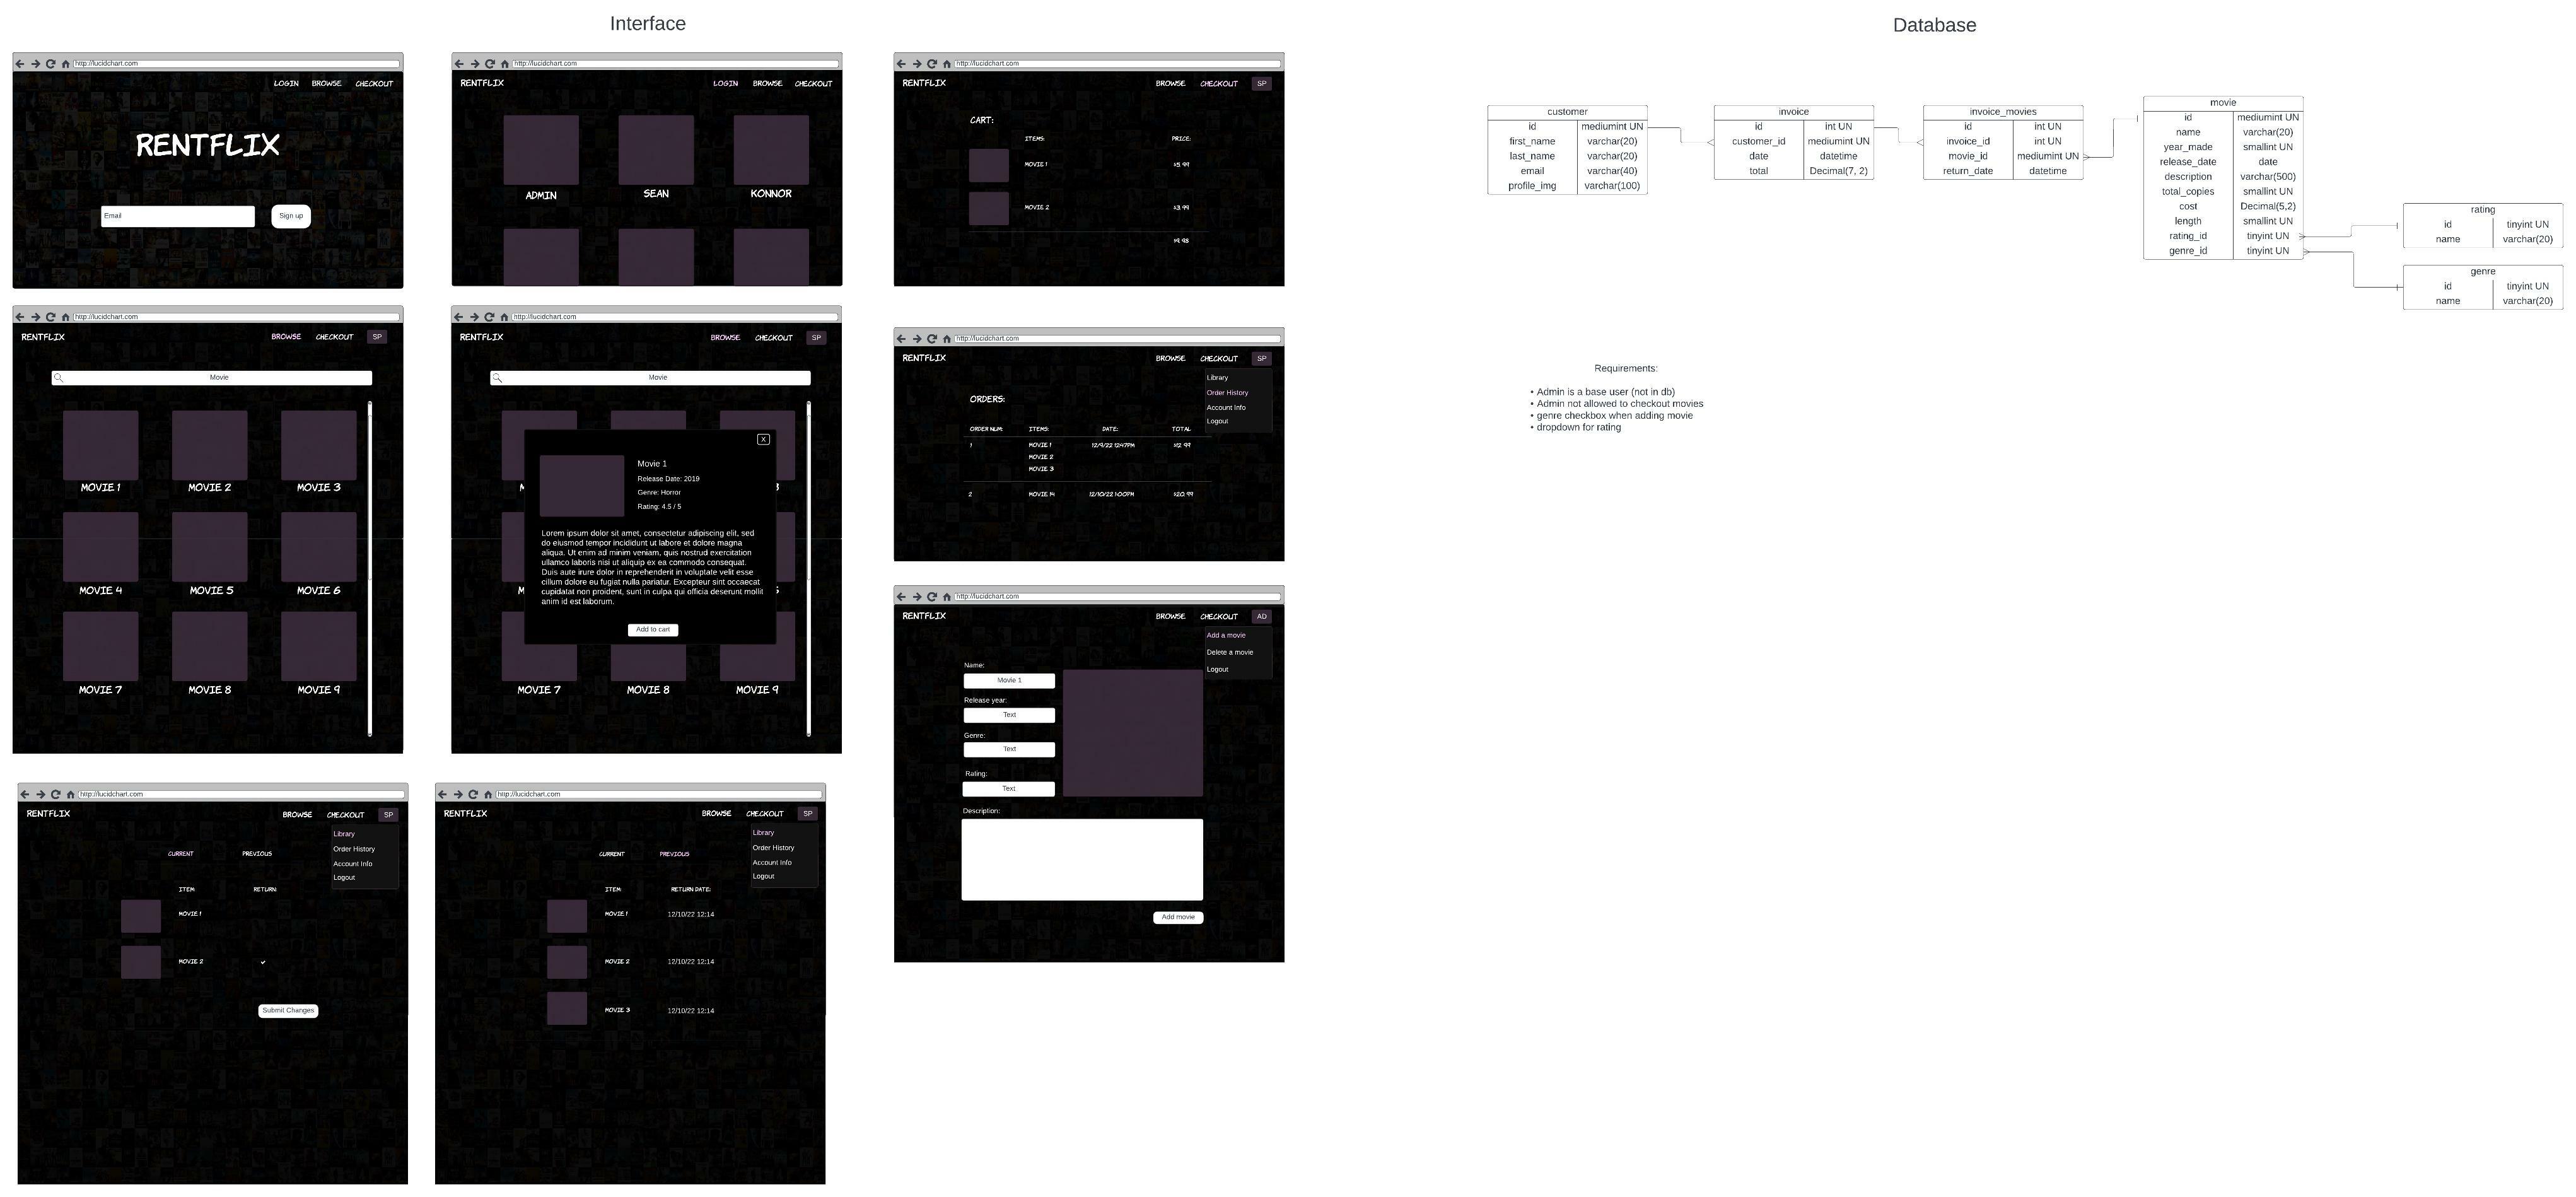 Interface
http://lucidchart.com
LOGIN BROWSE CHECKOUT
RENTFLIX
Email
Sign up
http://lucidchart.com
RENTFLIX LOGIN BROWSE CHECKOUT
ADMIN SEAN KONNOR
http://lucidchart.com
RENTFLIX BROWSE CHECKOUT SP
CART:
ITEMS: PRICE:
MOVIE 1 $5.99
MOVIE 2 $3.99
http://lucidchart.com
RENTFLIX BROWSE CHECKOUT SP
Movie
MOVIE 1 MOVIE 2 MOVIE 3
MOVIE 4 MOVIE 5 MOVIE 6
MOVIE 7 MOVIE 8 MOVIE 9
http://lucidchart.com
RENTFLIX BROWSE CHECKOUT SP
Movie
X
Movie 1
Release Date: 2019
Genre: Horror
Rating: 4.5 / 5
Lorem ipsum dolor sit amet, consectetur adipiscing elit, sed
do eiusmod tempor incididunt ut labore et dolore magna
aliqua. Ut enim ad minim veniam, quis nostrud exercitation
ullamco laboris nisi ut aliquip ex ea commodo consequat.
Duis aute irure dolor in reprehenderit in voluptate velit esse
cillum dolore eu fugiat nulla pariatur. Excepteur sint occaecat
cupidatat non proident, sunt in culpa qui officia deserunt mollit
anim id est laborum.
Add to cart
MOVIE 7 MOVIE 8 MOVIE 9
http://lucidchart.com
RENTFLIX BROWSE CHECKOUT SP
Library
Order History
Account Info
Logout
ORDERS:
ORDER NUM: ITEMS: DATE: TOTAL
1 MOVIE 1 12/9/22 12:47PM $12.99
MOVIE 2
MOVIE 3
2 MOVIE 14 12/10/22 1:00PM $20.99
http://lucidchart.com
RENTFLIX BROWSE CHECKOUT AD
Add a movie
Delete a movie
Logout
Name:
Movie 1
Release year:
Text
Genre:
Text
Rating:
Text
Description:
Add movie
http://lucidchart.com
RENTFLIX BROWSE CHECKOUT SP
Library
Order History
Account Info
Logout
CURRENT PREVIOUS
ITEM: RETURN:
MOVIE 1
MOVIE 2
Submit Changes
http://lucidchart.com
RENTFLIX BROWSE CHECKOUT SP
Library
Order History
Account Info
Logout
CURRENT PREVIOUS
ITEM: RETURN DATE:
MOVIE 1 12/10/22 12:14
MOVIE 2 12/10/22 12:14
MOVIE 3 12/10/22 12:14
Database
customer
id mediumint UN
first_name varchar(20)
last_name varchar(20)
email varchar(40)
profile_img varchar(100)
invoice
id int UN
customer_id mediumint UN
date datetime
total Decimal(7, 2)
invoice_movies
id int UN
invoice_id int UN
movie_id mediumint UN
return_date datetime
movie
id mediumint UN
name varchar(20)
year_made smallint UN
release_date date
description varchar(500)
total_copies smallint UN
cost Decimal(5,2)
length smallint UN
rating_id tinyint UN
genre_id tinyint UN
rating
id tinyint UN
name varchar(20)
genre
id tinyint UN
name varchar(20)
Requirements:
• Admin is a base user (not in db)
• Admin not allowed to checkout movies
• genre checkbox when adding movie
• dropdown for rating